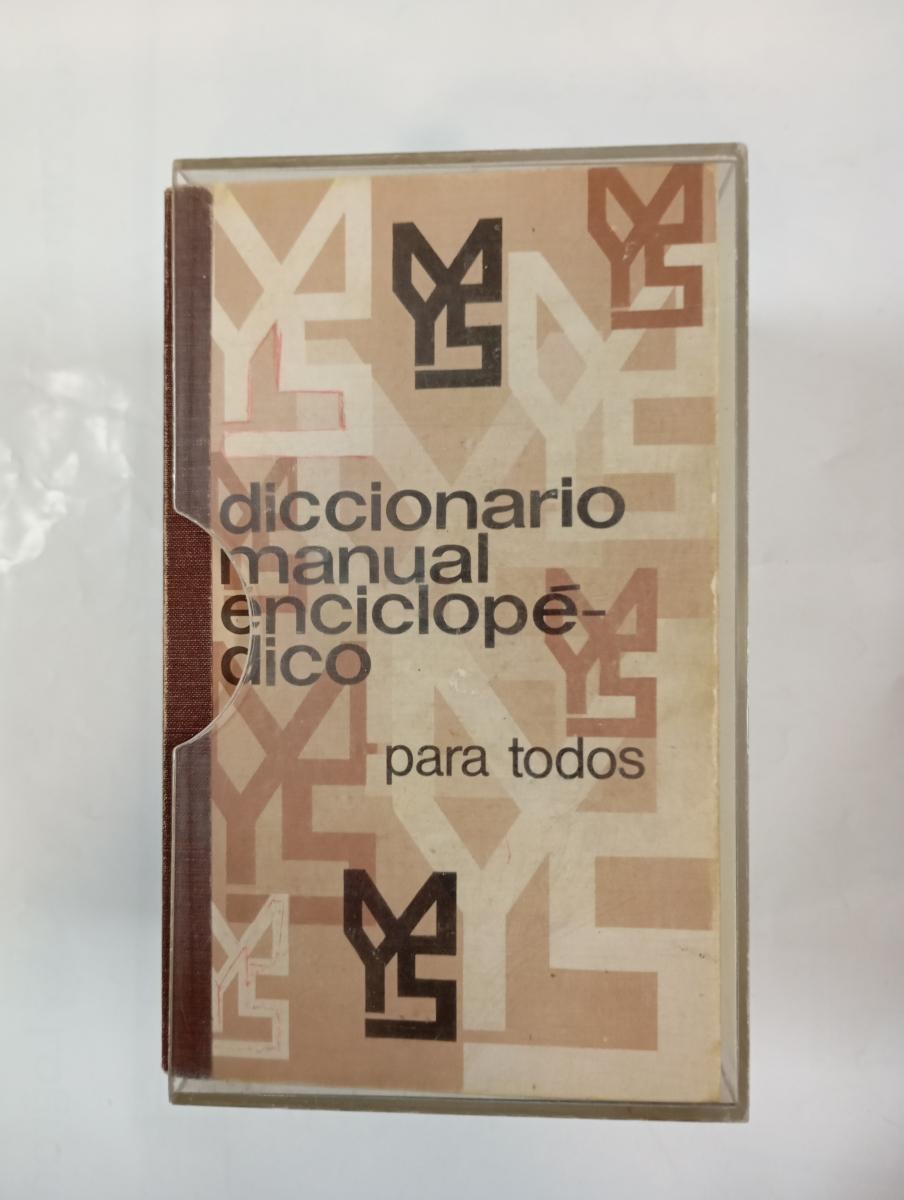 diccionario
manual
enciclopé-
dico
para todos